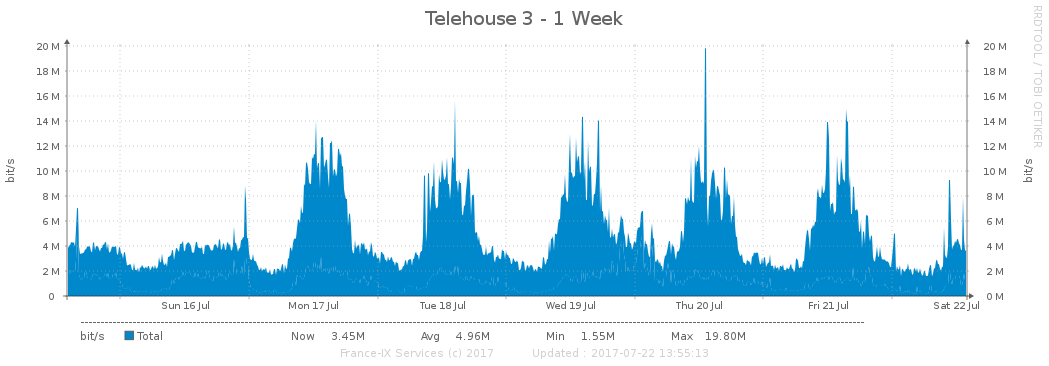 Telehouse 3 - 1 Week
RRDTOOL / TOBI OETIKER
bit/s
20 M
18 M
16 M
14 M
12 M
10 M
8 M
6 M
4 M
2 M
0
20 M
18 M
16 M
14 M
12 M
10 M
8 M
6 M
4 M
2 M
0 M
bit/s
Sun 16 Jul Mon 17 Jul Tue 18 Jul Wed 19 Jul Thu 20 Jul Fri 21 Jul Sat 22 Jul
bit/s Total Now 3.45M Avg 4.96M Min 1.55M Max 19.80M
France-IX Services (c) 2017 Updated : 2017-07-22 13:55:13